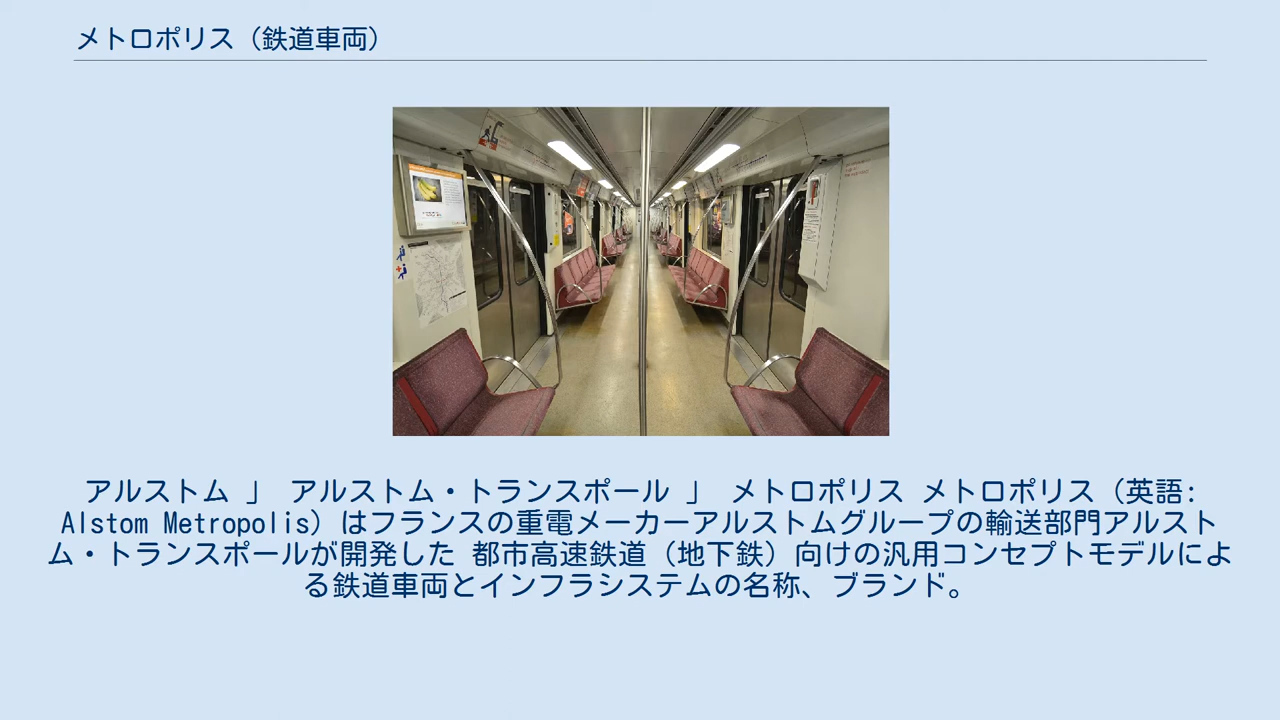 メトロポリス（鉄道車両）
アルストム 」 アルストム・トランスポール 」 メトロポリス メトロポリス（英語:
Alstom Metropolis）はフランスの重電メーカーアルストムグループの輸送部門アルスト
ム・トランスポールが開発した 都市高速鉄道（地下鉄）向けの汎用コンセプトモデルによ
る鉄道車両とインフラシステムの名称、ブランド。